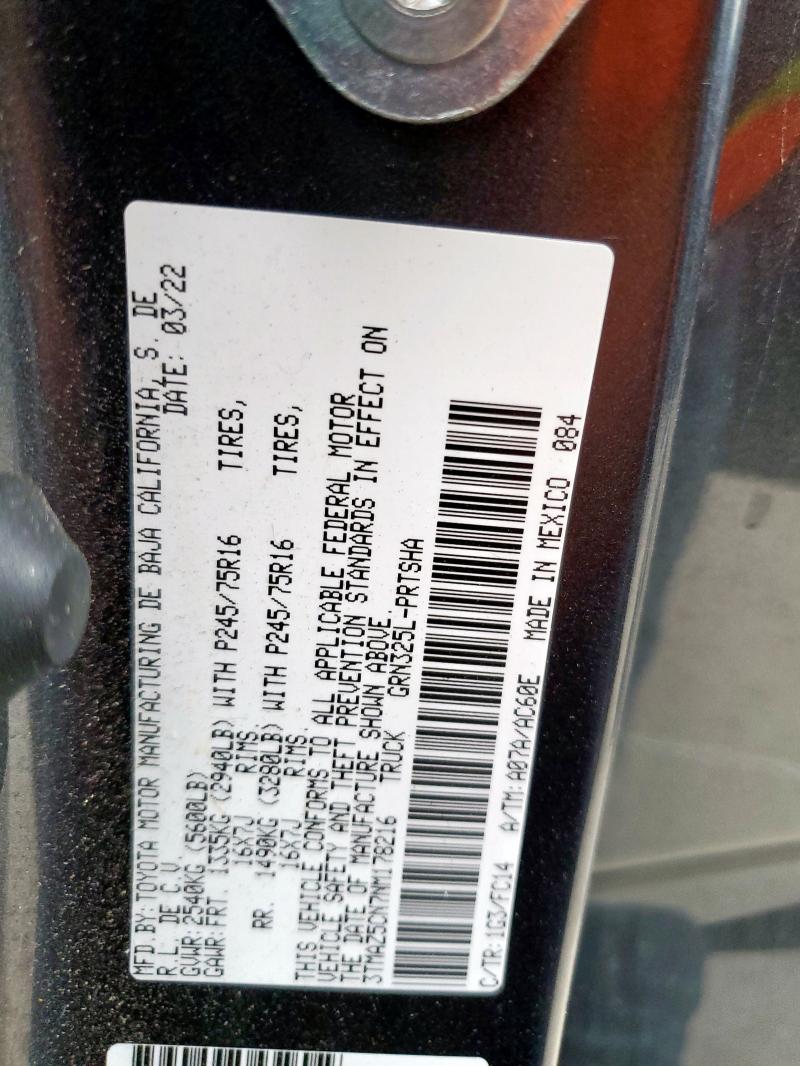 MFD BY: TOYOTA MOTOR MANUFACTURING DE BAJA CALIFORNIA, S. DE
R.L. DE C.V. DATE: 03/22
GVWR: 2540KG (5600LB)
GAWR: FRT. 1335KG (2940LB) WITH P245/75R16 TIRES,
16X7J RIMS,
RR. 1490KG (3280LB) WITH P245/75R16 TIRES,
16X7J RIMS.
THIS VEHICLE CONFORMS TO ALL APPLICABLE FEDERAL MOTOR
VEHICLE SAFETY AND THEFT PREVENTION STANDARDS IN EFFECT ON
THE DATE OF MANUFACTURE SHOWN ABOVE.
3TMAZ5CN7NM178216 TRUCK GRN325L-PRTSHA
C/TR: 1G3/FC14 A/TM: A07A/AC60E MADE IN MEXICO 084